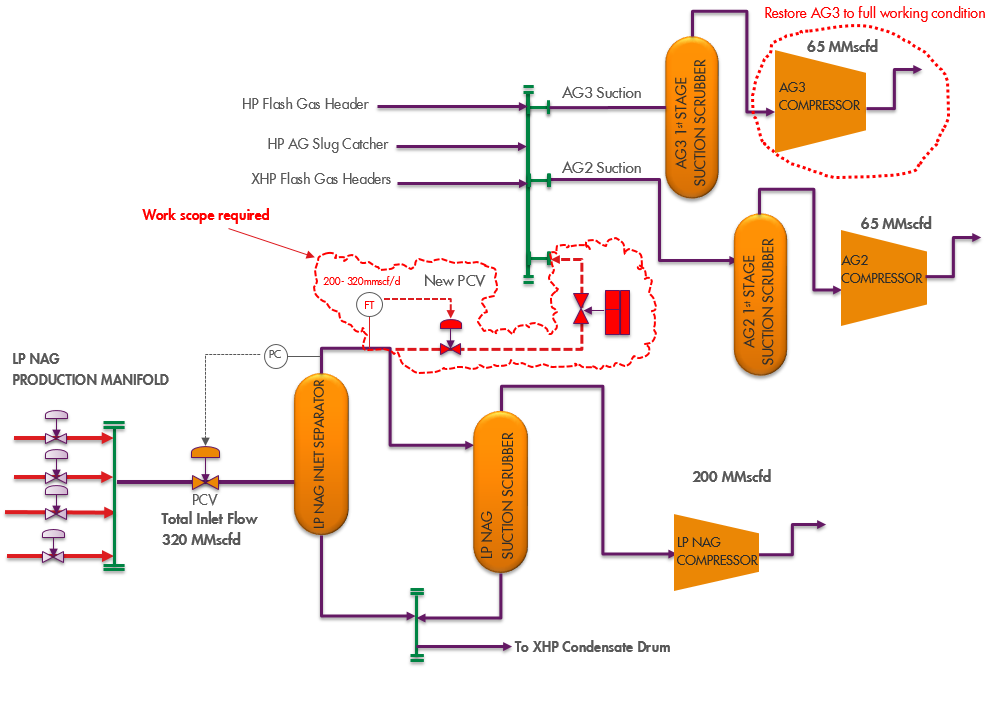 Restore AG3 to full working condition
65 MMscfd
AG3
COMPRESSOR
AG3 1st STAGE
SUCTION SCRUBBER
HP Flash Gas Header
AG3 Suction
HP AG Slug Catcher
AG2 Suction
XHP Flash Gas Headers
65 MMscfd
AG2
COMPRESSOR
AG2 1st STAGE
SUCTION SCRUBBER
Work scope required
200- 320mmscf/d
New PCV
FT
PC
LP NAG
PRODUCTION MANIFOLD
LP NAG INLET SEPARATOR
PCV
Total Inlet Flow
320 MMscfd
LP NAG
SUCTION SCRUBBER
200 MMscfd
LP NAG
COMPRESSOR
To XHP Condensate Drum